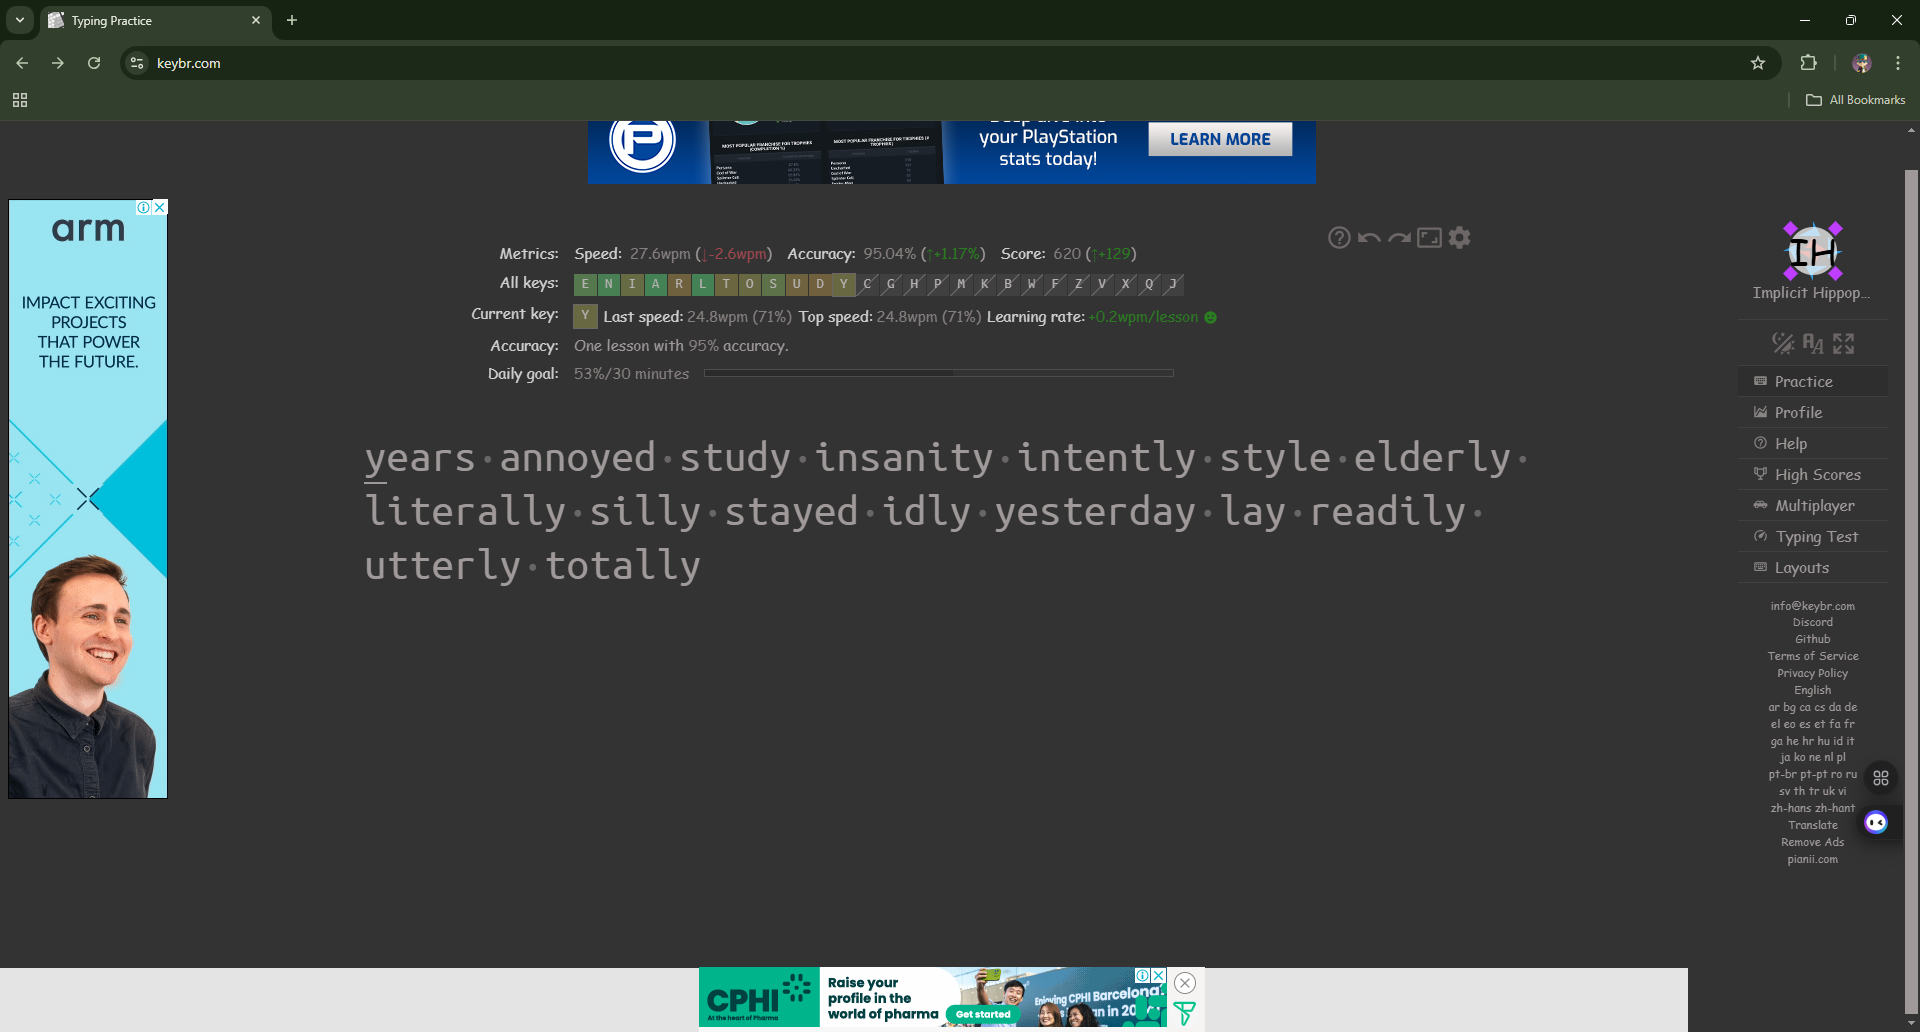 Typing Practice
keybr.com
All Bookmarks
your PlayStation
stats today!
LEARN MORE
MOST POPULAR FRANCHISE FOR TROPHIES
arm
IMPACT EXCITING
PROJECTS
THAT POWER
THE FUTURE.
Metrics: Speed: 27.6wpm (↓-2.6wpm) Accuracy: 95.04% (↑+1.17%) Score: 620 (↑+129)
All keys: E N I A R L T O S U D Y C G H P M K B W F Z V X Q J
Current key: Y Last speed: 24.8wpm (71%) Top speed: 24.8wpm (71%) Learning rate: +0.2wpm/lesson
Accuracy: One lesson with 95% accuracy.
Daily goal: 53%/30 minutes
years·annoyed·study·insanity·intently·style·elderly·
literally·silly·stayed·idly·yesterday·lay·readily·
utterly·totally
IH
Implicit Hippop...
Practice
Profile
Help
High Scores
Multiplayer
Typing Test
Layouts
info@keybr.com
Discord
Github
Terms of Service
Privacy Policy
English
ar bg ca cs da de
el eo es et fa fr
ga he hr hu id it
ja ko ne nl pl
pt-br pt-pt ro ru
sv th tr uk vi
zh-hans zh-hant
Translate
Remove Ads
pianii.com
CPHI
At the heart of Pharma
Raise your
profile in the
world of pharma
Get started
Enjoying CPHI Barcelona?